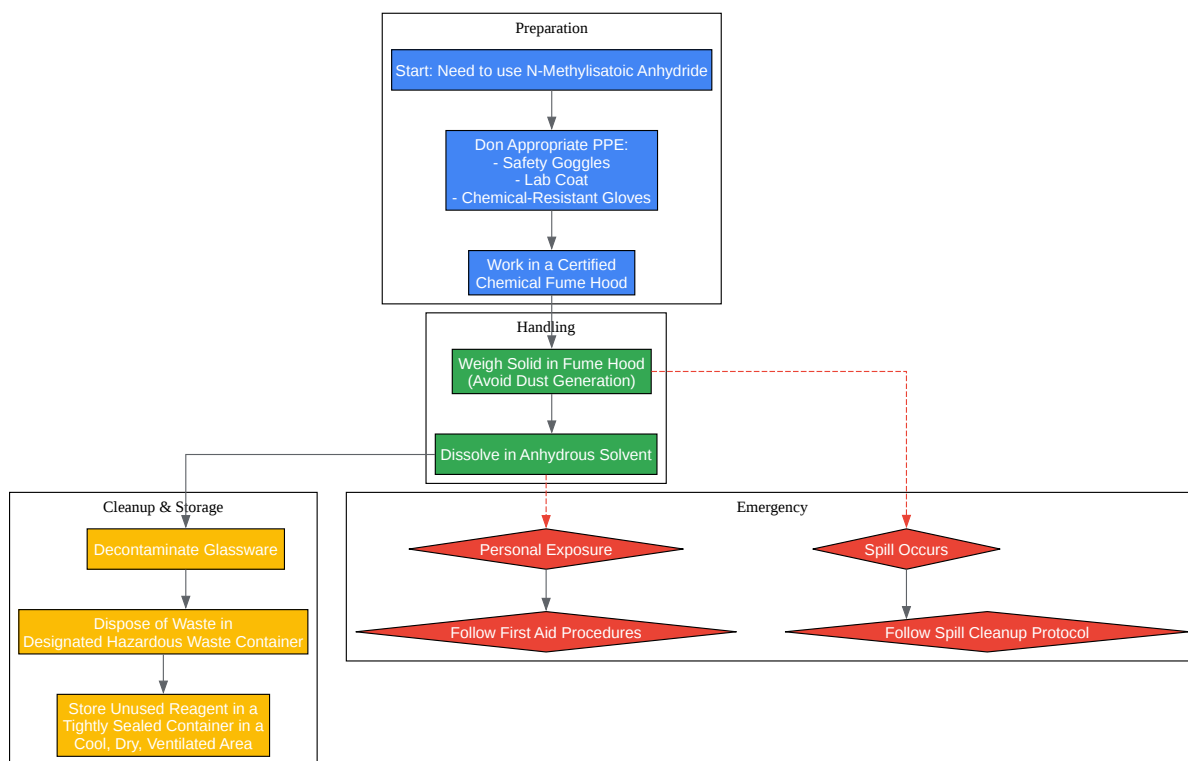 Preparation
Start: Need to use N-Methylisatoic Anhydride
Don Appropriate PPE:
- Safety Goggles
- Lab Coat
- Chemical-Resistant Gloves
Work in a Certified
Chemical Fume Hood
Handling
Weigh Solid in Fume Hood
(Avoid Dust Generation)
Dissolve in Anhydrous Solvent
Cleanup & Storage
Decontaminate Glassware
Dispose of Waste in
Designated Hazardous Waste Container
Store Unused Reagent in a
Tightly Sealed Container in a
Cool, Dry, Ventilated Area
Emergency
Personal Exposure
Spill Occurs
Follow First Aid Procedures
Follow Spill Cleanup Protocol